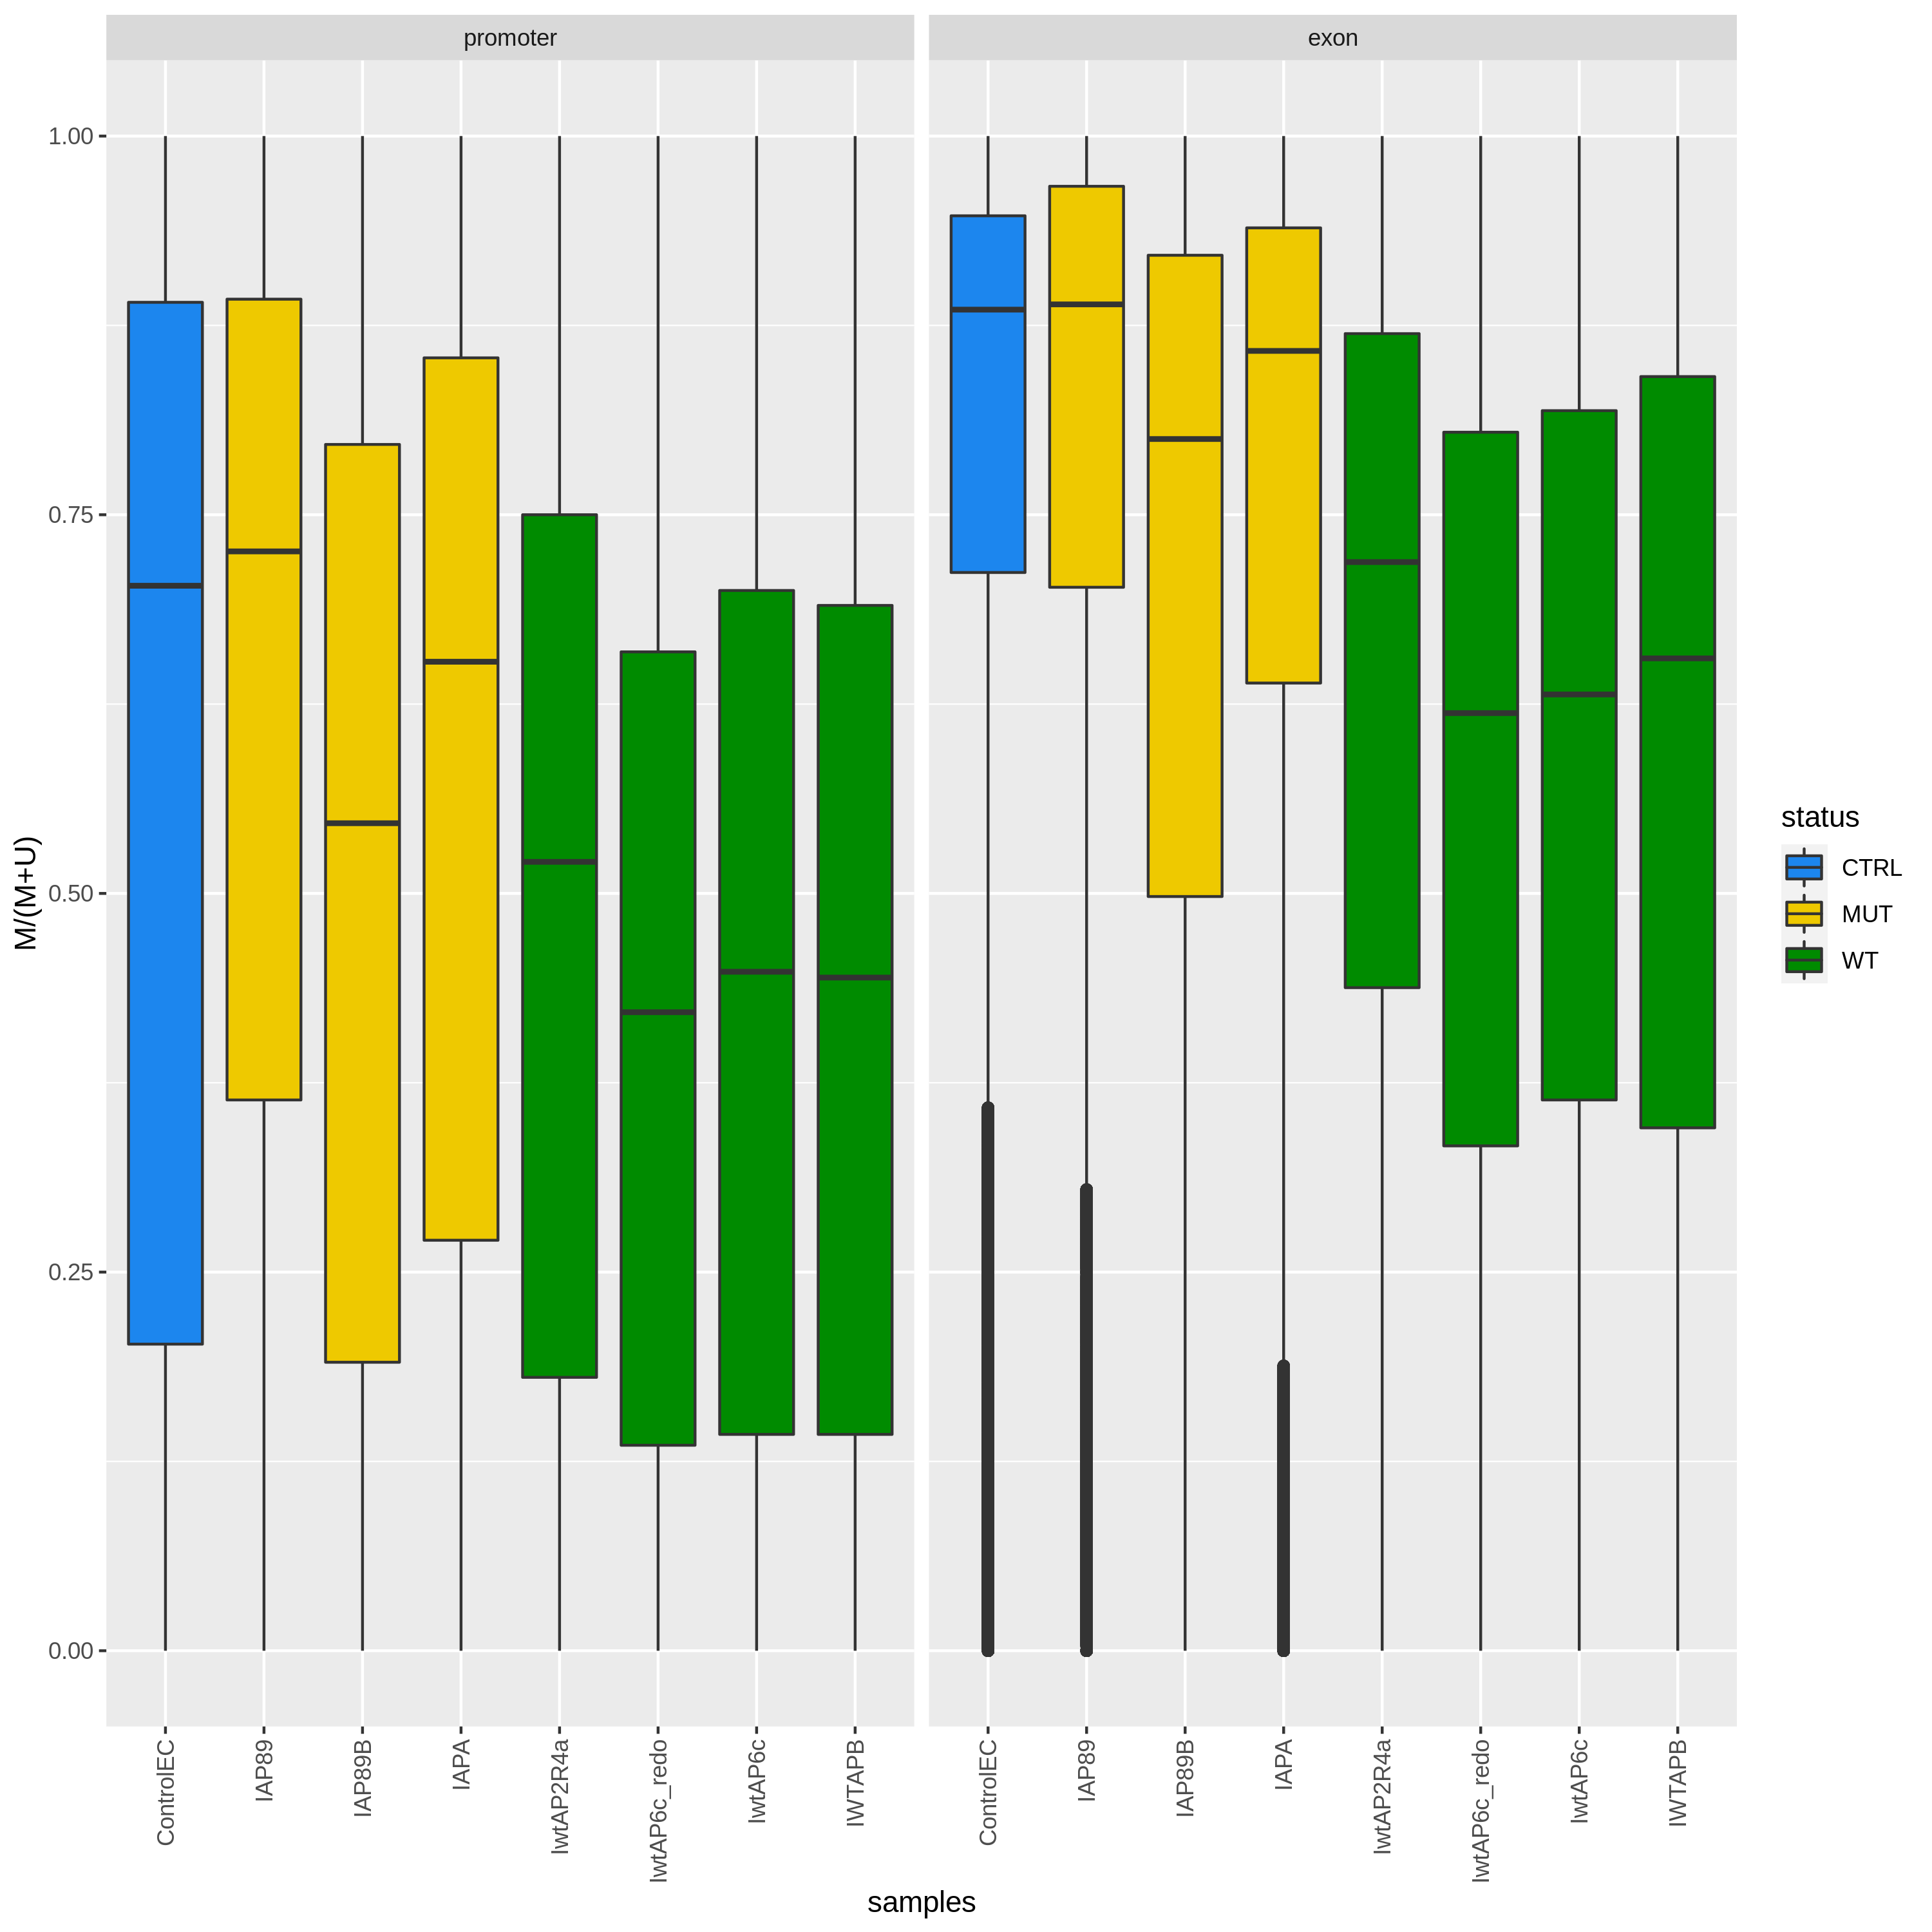 promoter
exon
M/(M+U)
1.00
0.75
0.50
0.25
0.00
ControlEC
IAP89
IAP89B
IAPA
IwtAP2R4a
IwtAP6c_redo
IwtAP6c
IWTAPB
ControlEC
IAP89
IAP89B
IAPA
IwtAP2R4a
IwtAP6c_redo
IwtAP6c
IWTAPB
samples
status
CTRL
MUT
WT